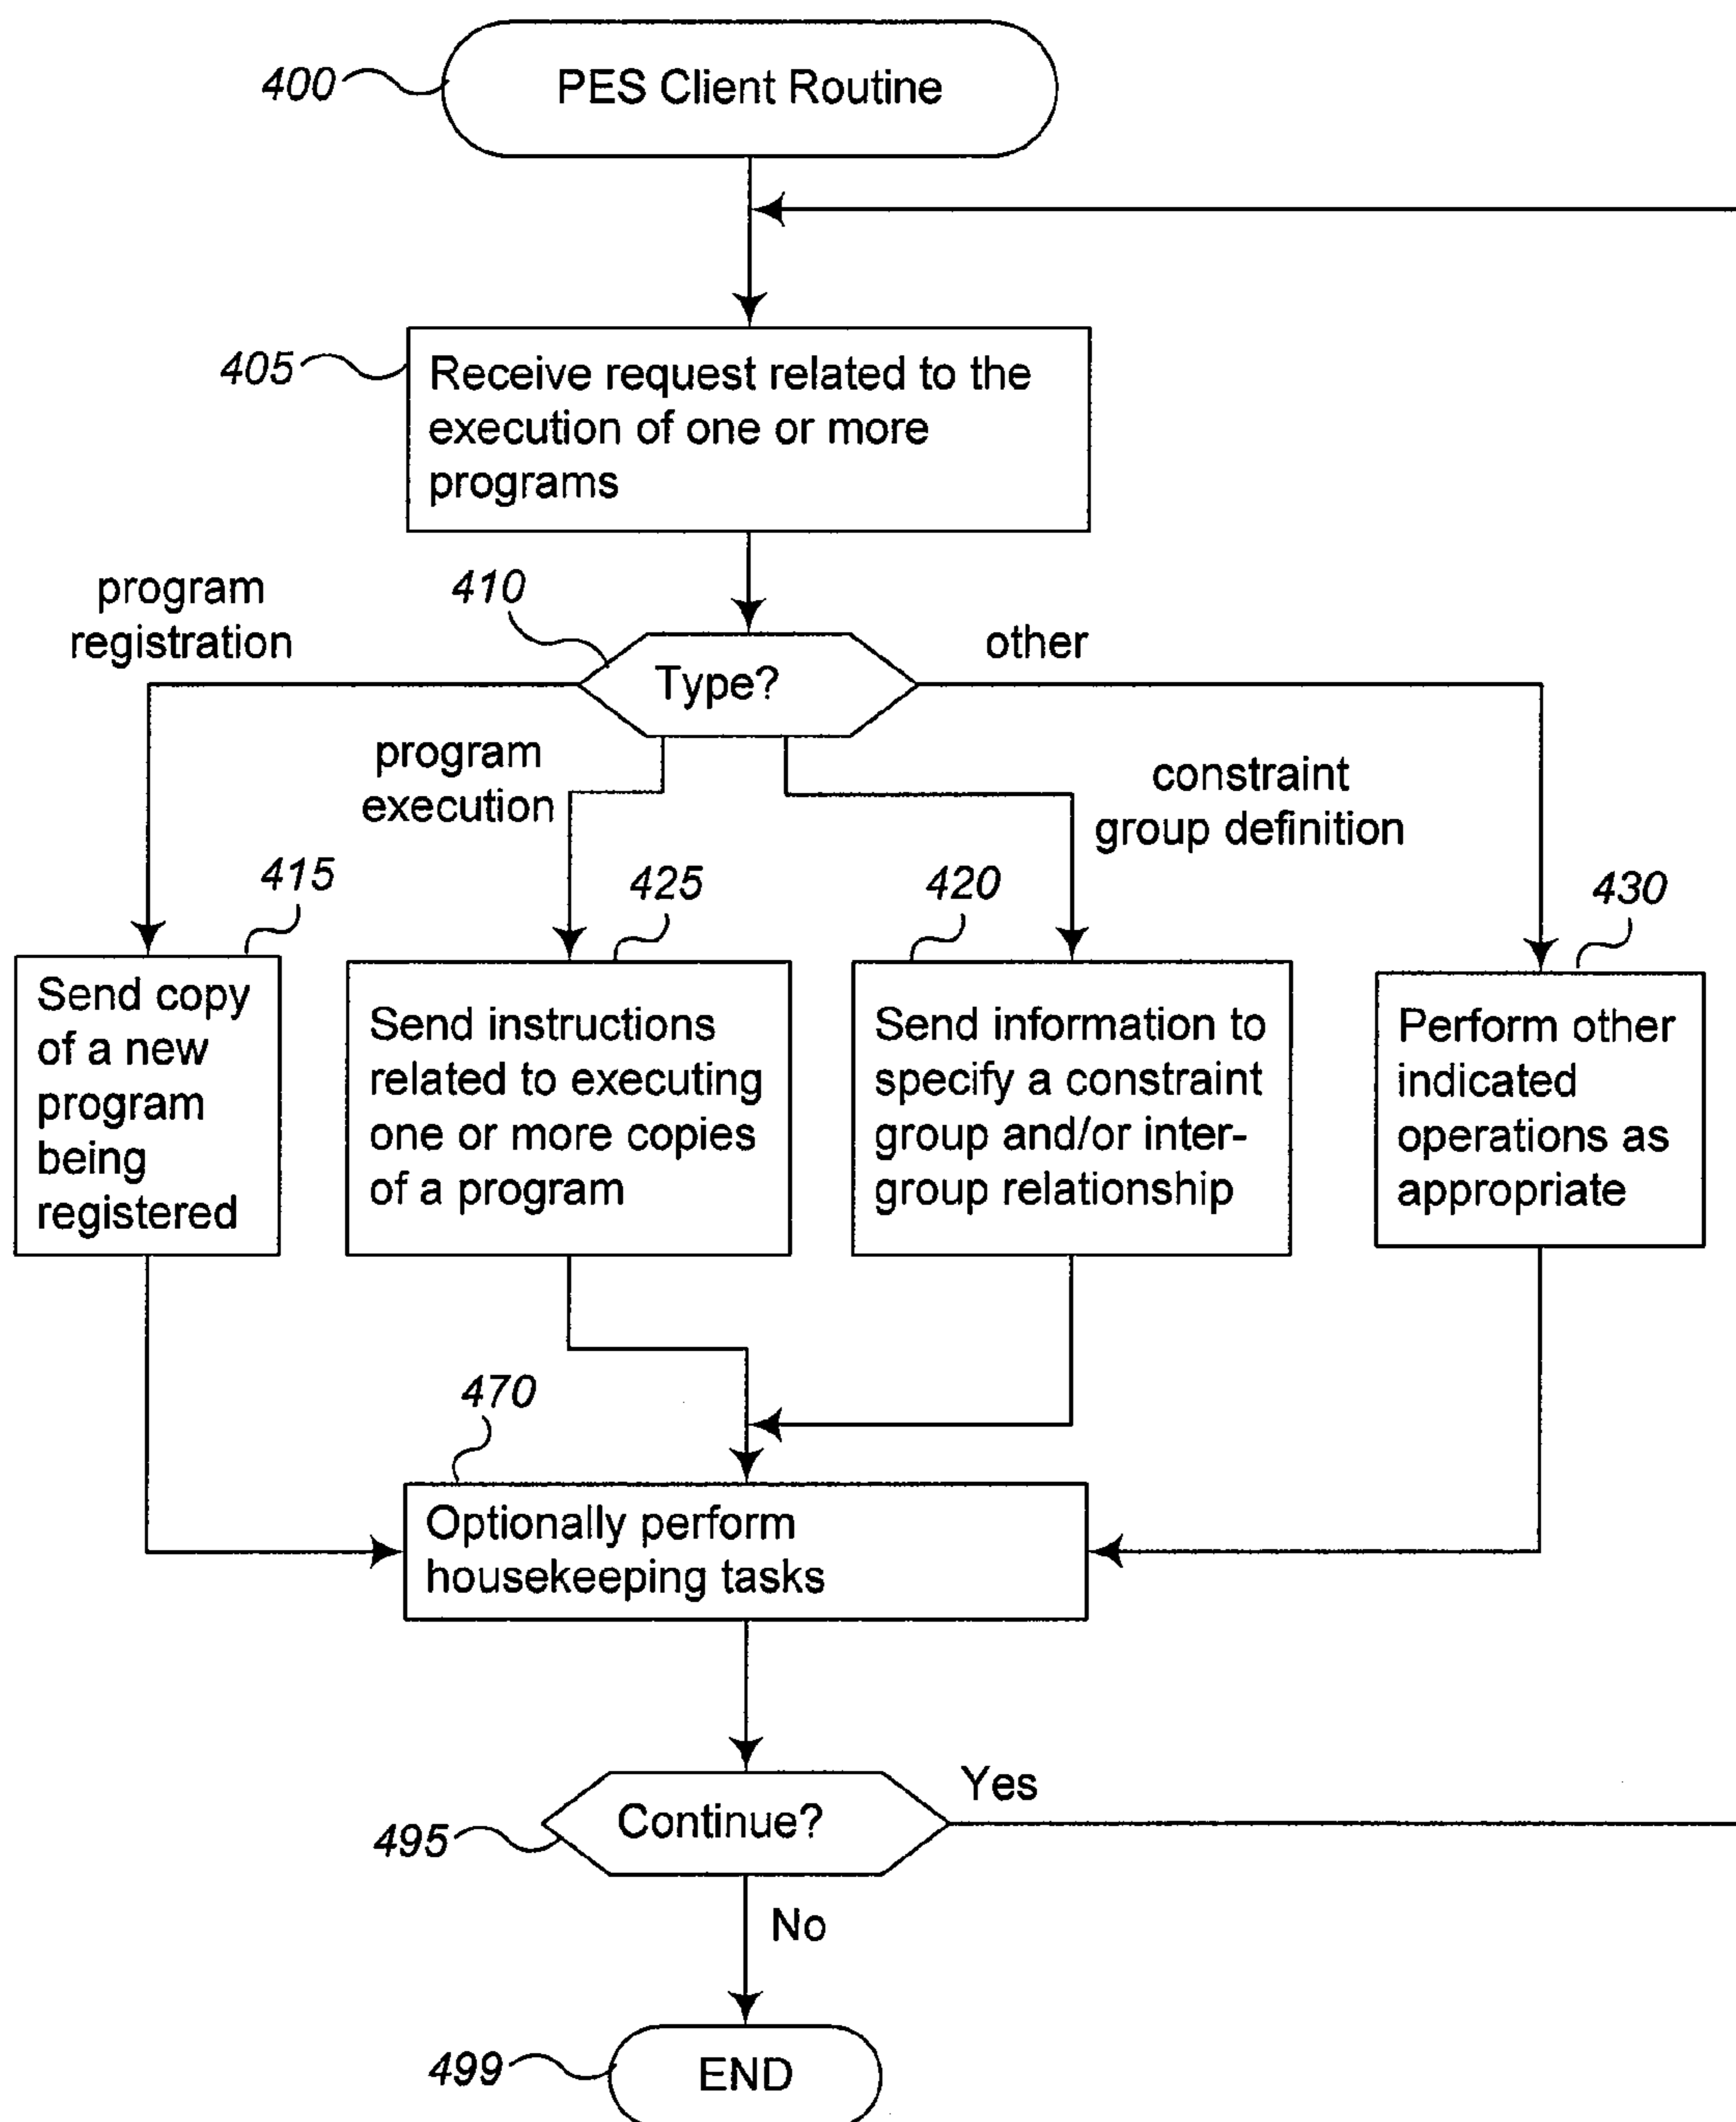 400
PES Client Routine
405
Receive request related to the
execution of one or more
programs
program
registration
410
Type?
other
program
execution
constraint
group definition
415
425
420
430
Send copy
of a new
program
being
registered
Send instructions
related to executing
one or more copies
of a program
Send information to
specify a constraint
group and/or inter-
group relationship
Perform other
indicated
operations as
appropriate
470
Optionally perform
housekeeping tasks
495
Continue?
Yes
No
499
END